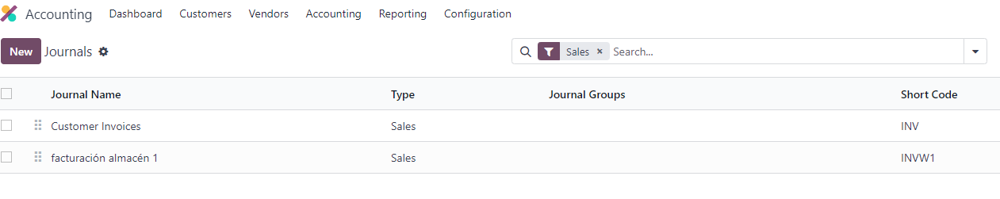 Accounting Dashboard Customers Vendors Accounting Reporting Configuration
New Journals Sales × Search...
Journal Name Type Journal Groups Short Code
Customer Invoices Sales INV
facturación almacén 1 Sales INVW1